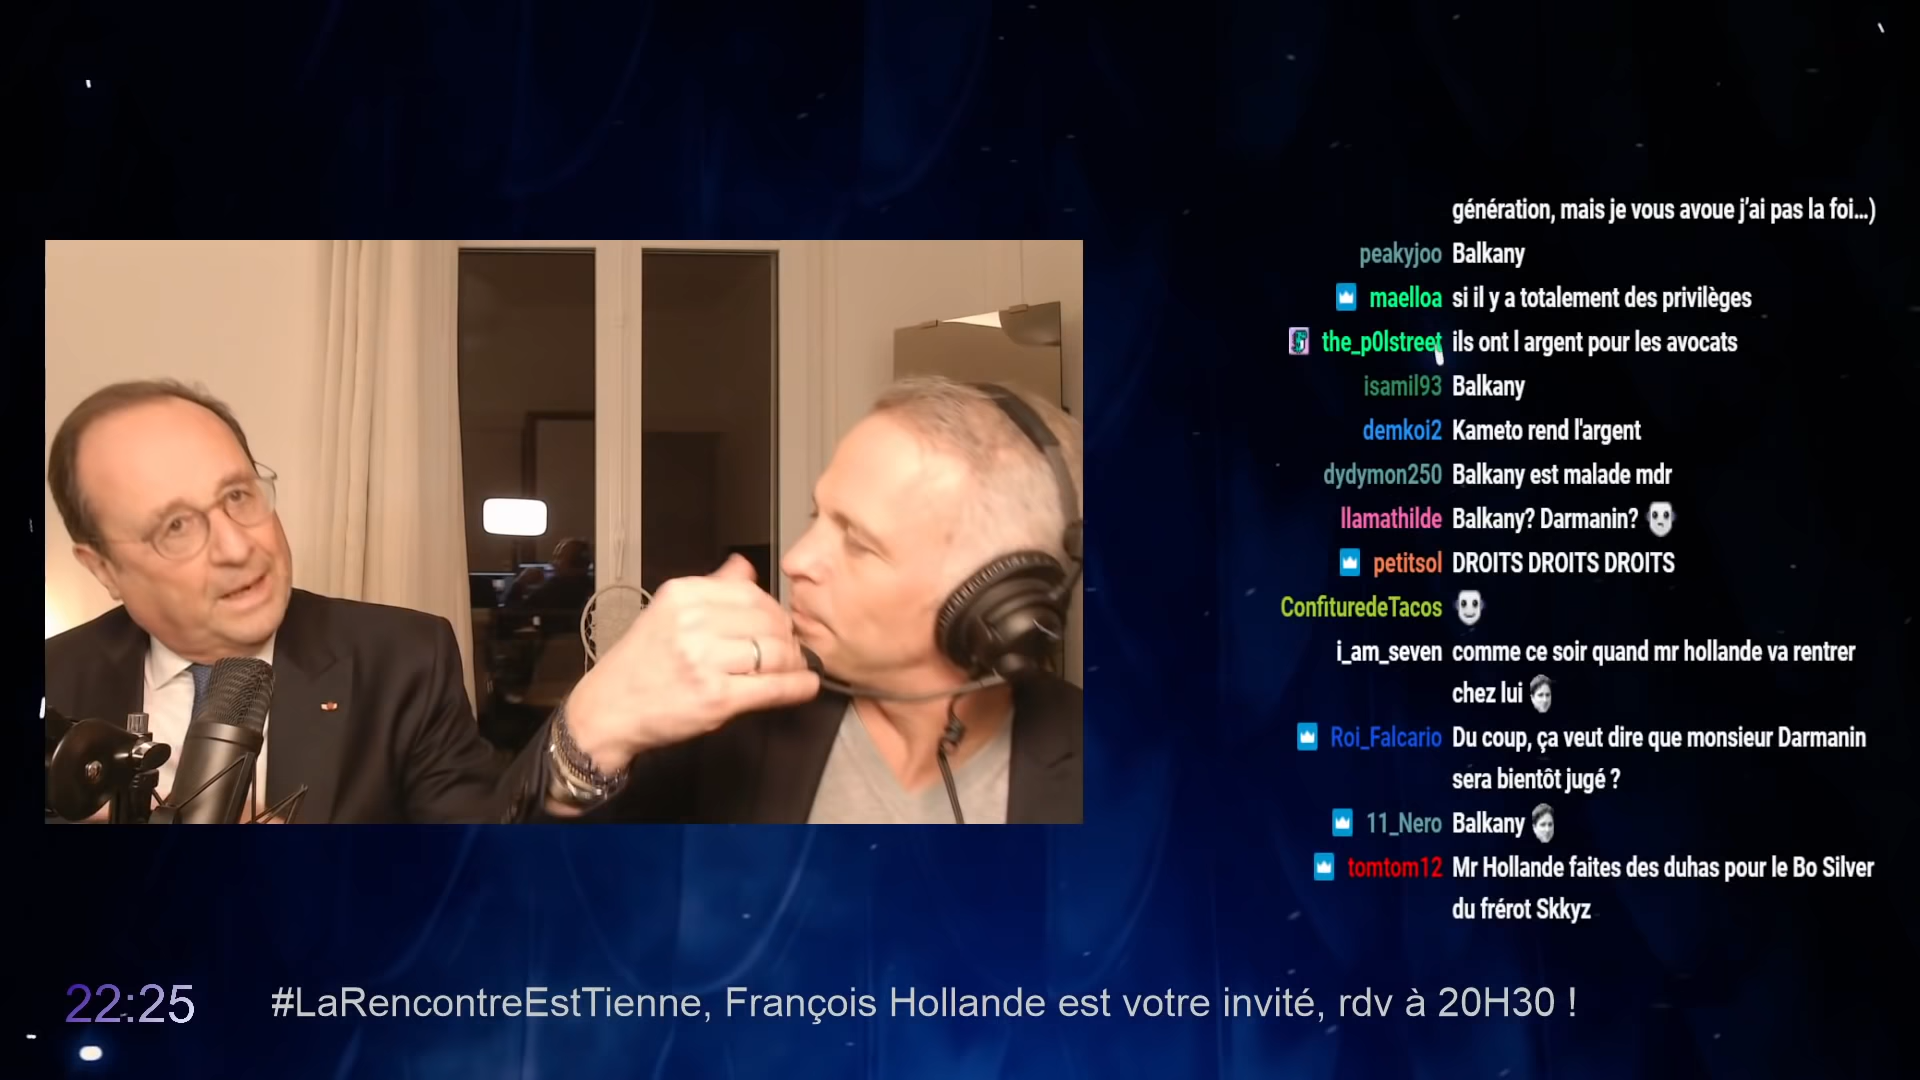 génération, mais je vous avoue j'ai pas la foi...)
peakyjoo Balkany
maelloa si il y a totalement des privilèges
the_p0lstreet ils ont l argent pour les avocats
isamil93 Balkany
demkoi2 Kameto rend l'argent
dydymon250 Balkany est malade mdr
llamathilde Balkany? Darmanin?
petitsol DROITS DROITS DROITS
ConfituredeTacos
i_am_seven comme ce soir quand mr hollande va rentrer
chez lui
Roi_Falcario Du coup, ça veut dire que monsieur Darmanin
sera bientôt jugé ?
11_Nero Balkany
tomtom12 Mr Hollande faites des duhas pour le Bo Silver
du frérot Skkyz
22:25 #LaRencontreEstTienne, François Hollande est votre invité, rdv à 20H30 !